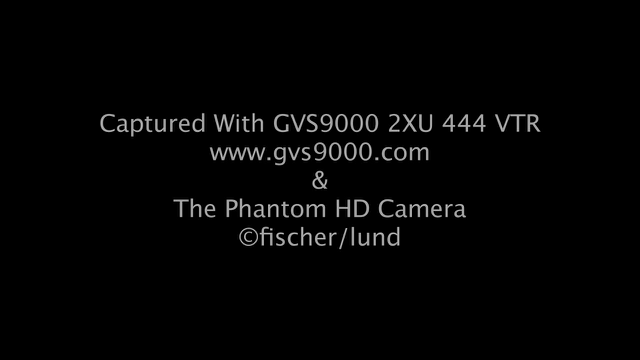 Captured With GVS9000 2XU 444 VTR
www.gvs9000.com
&
The Phantom HD Camera
©fischer/lund